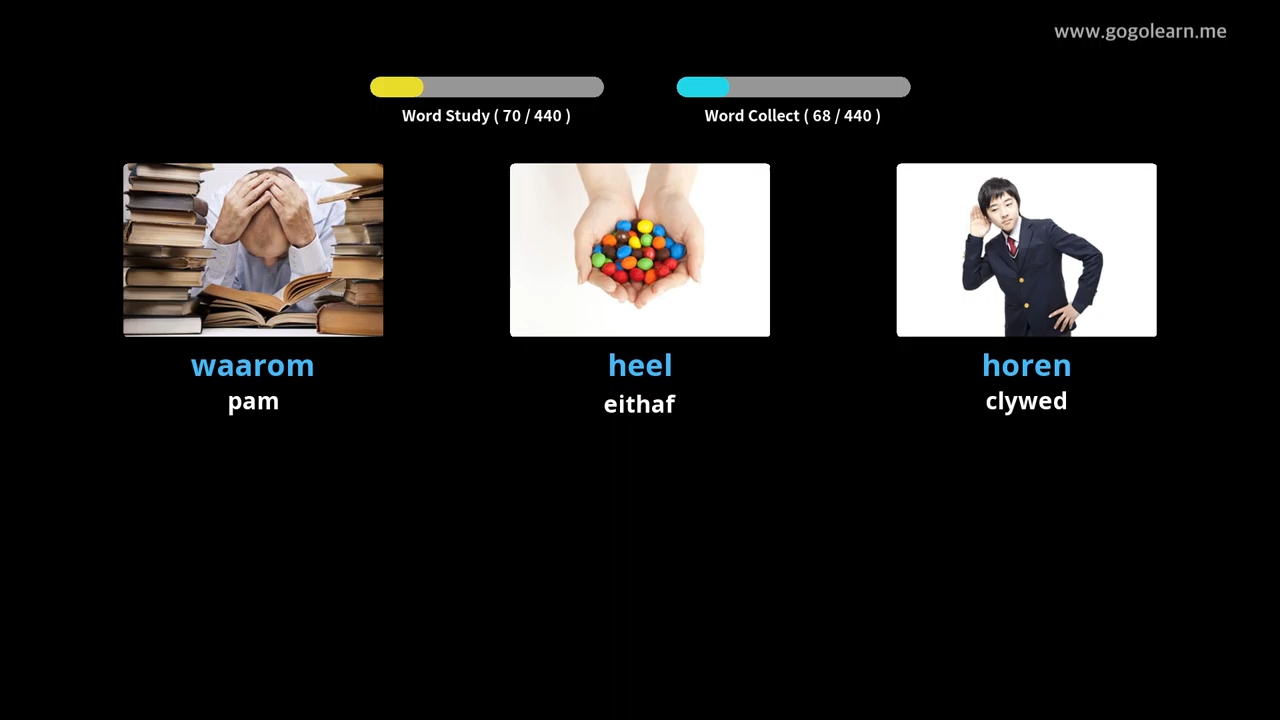 www.gogolearn.me
Word Study ( 70 / 440 )
Word Collect ( 68 / 440 )
waarom
pam
heel
eithaf
horen
clywed